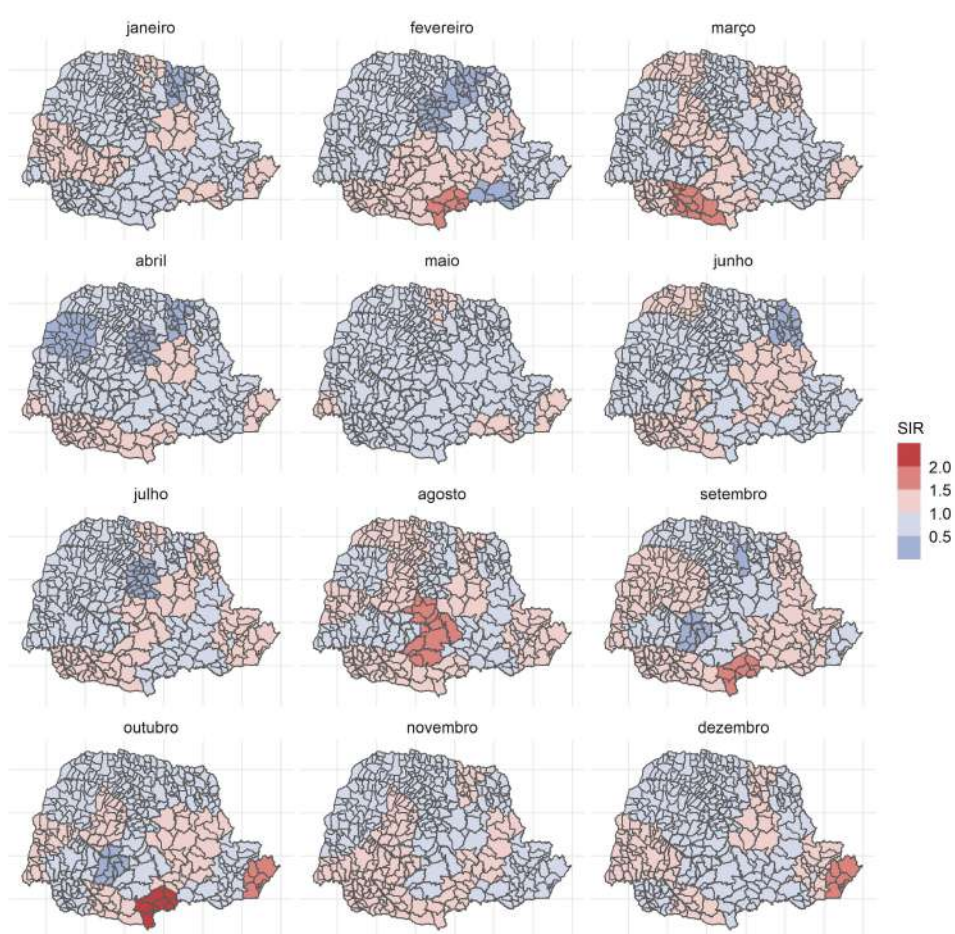 janeiro
fevereiro
março
abril
maio
junho
SIR
2.0
1.5
1.0
0.5
julho
agosto
setembro
outubro
novembro
dezembro